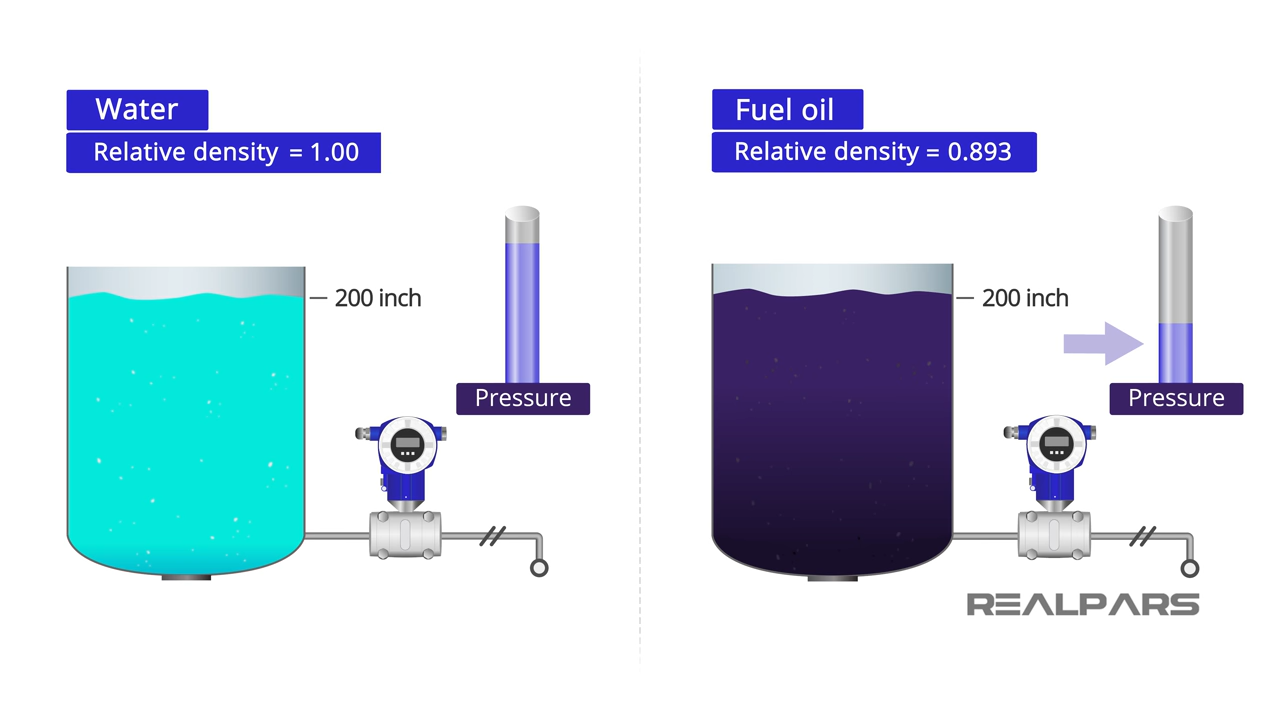 Water
Relative density = 1.00
200 inch
Pressure
Fuel oil
Relative density = 0.893
200 inch
Pressure
REALPARS